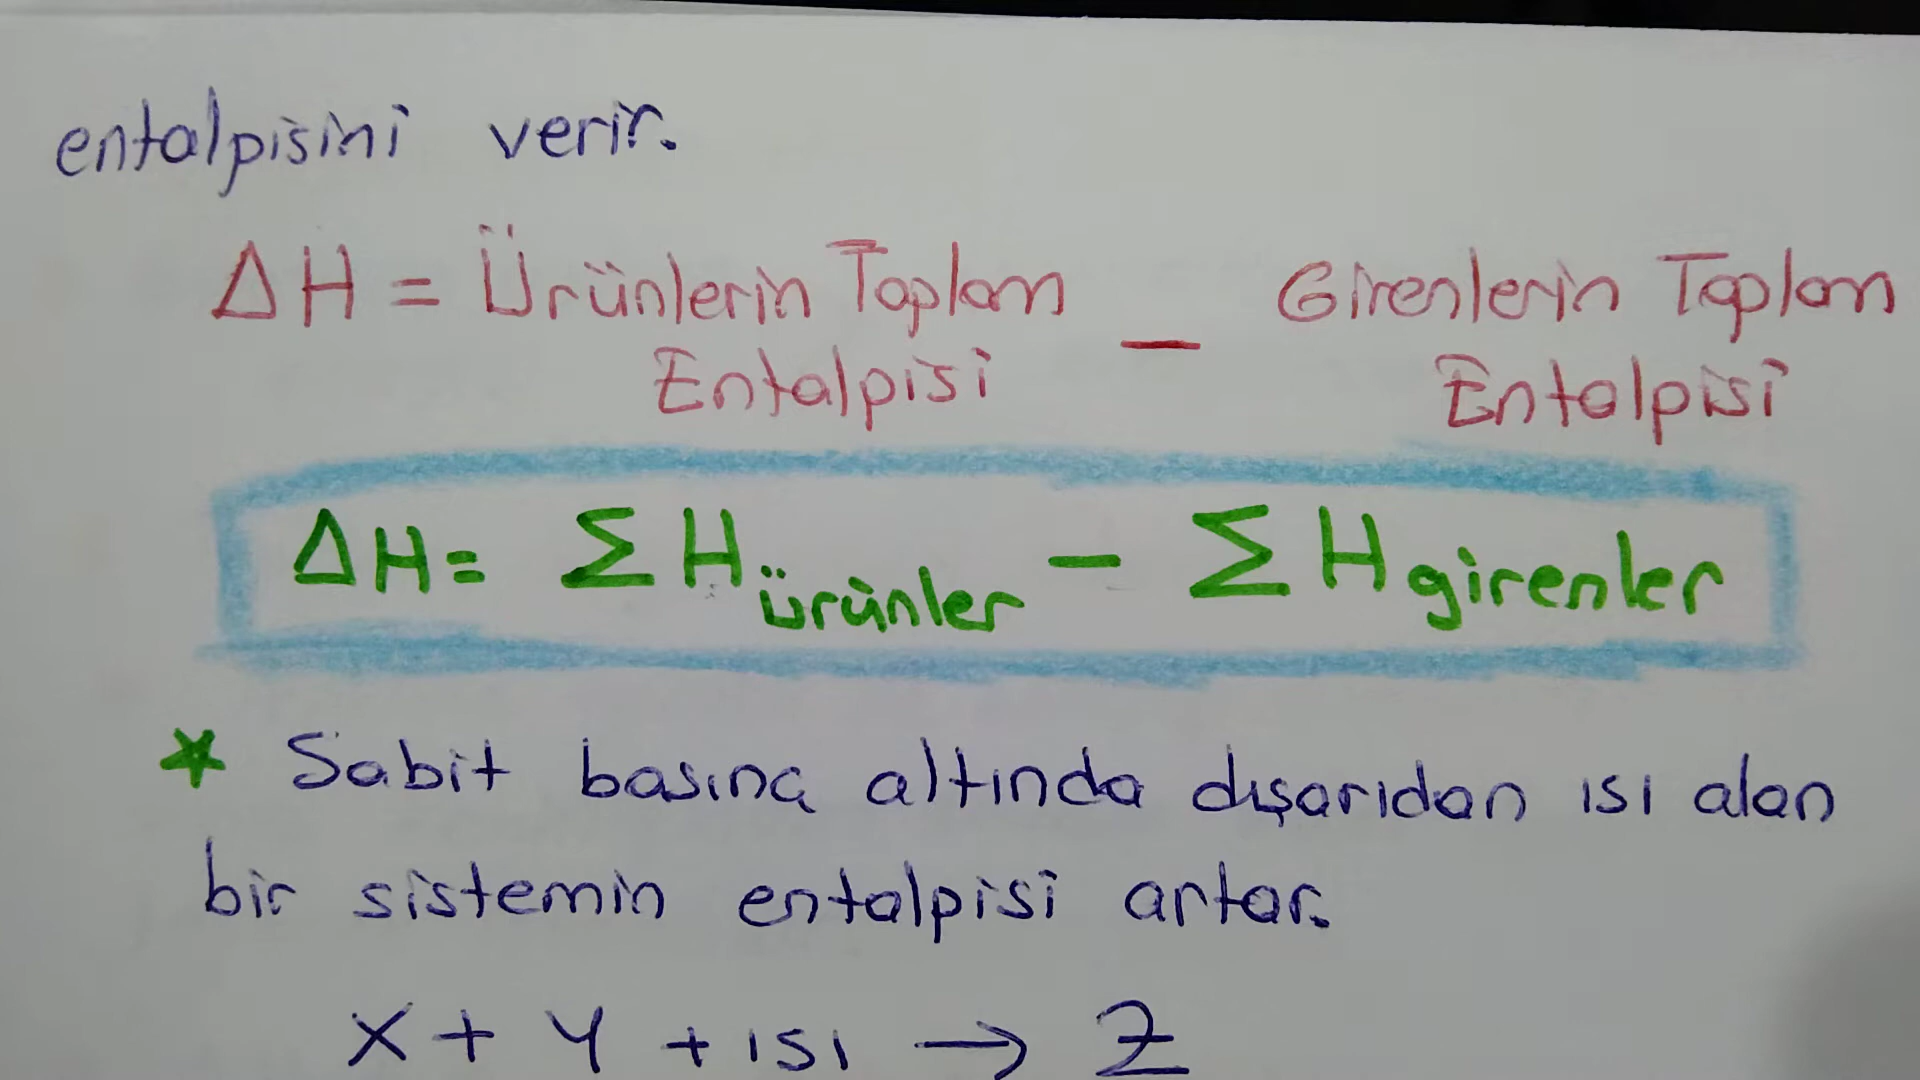 entalpisini verir.
ΔH = Ürünlerin Toplam Entalpisi − Girenlerin Toplam Entalpisi
ΔH = ΣH ürünler − ΣH girenler
* Sabit basınç altında dışarıdan ısı alan
bir sistemin entalpisi artar.
X + Y + ısı → Z